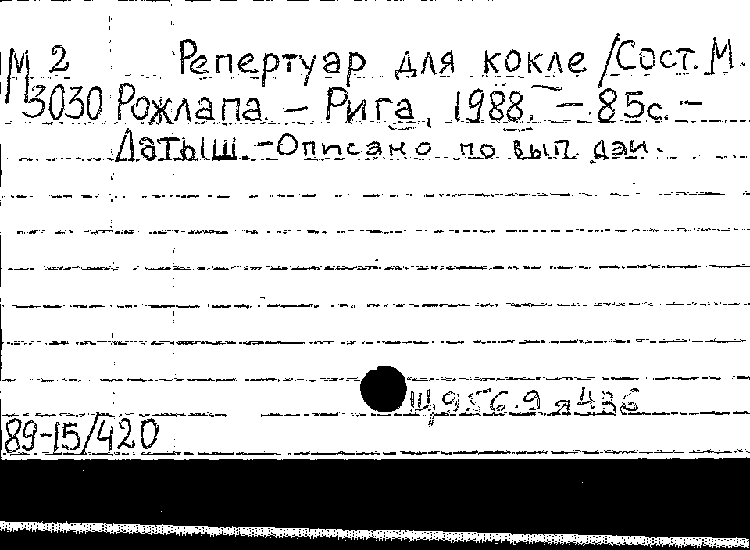 М 2 Репертуар для кокле /Сост. М.
3030 Рожлапа. – Рига, 1988. – 85с. –
Латыш. – Описано по вып. дан.
Щ956.9я436
89-15/420